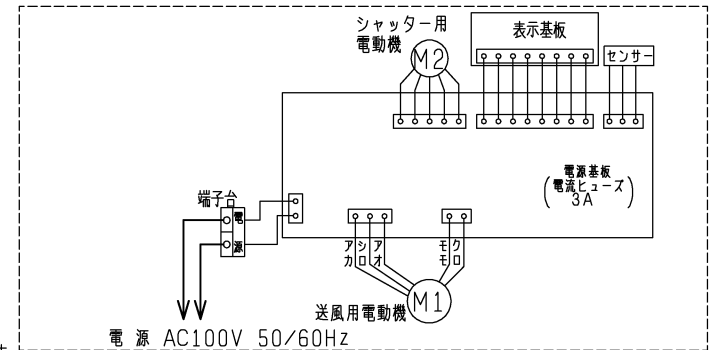 シャッター用
電動機
M2
表示基板
センサー
電源基板
(電流ヒューズ)
3A
端子台
電
源
アカ
シロ
アオ
モモ
クロ
M1
送風用電動機
電 源 AC100V 50/60Hz